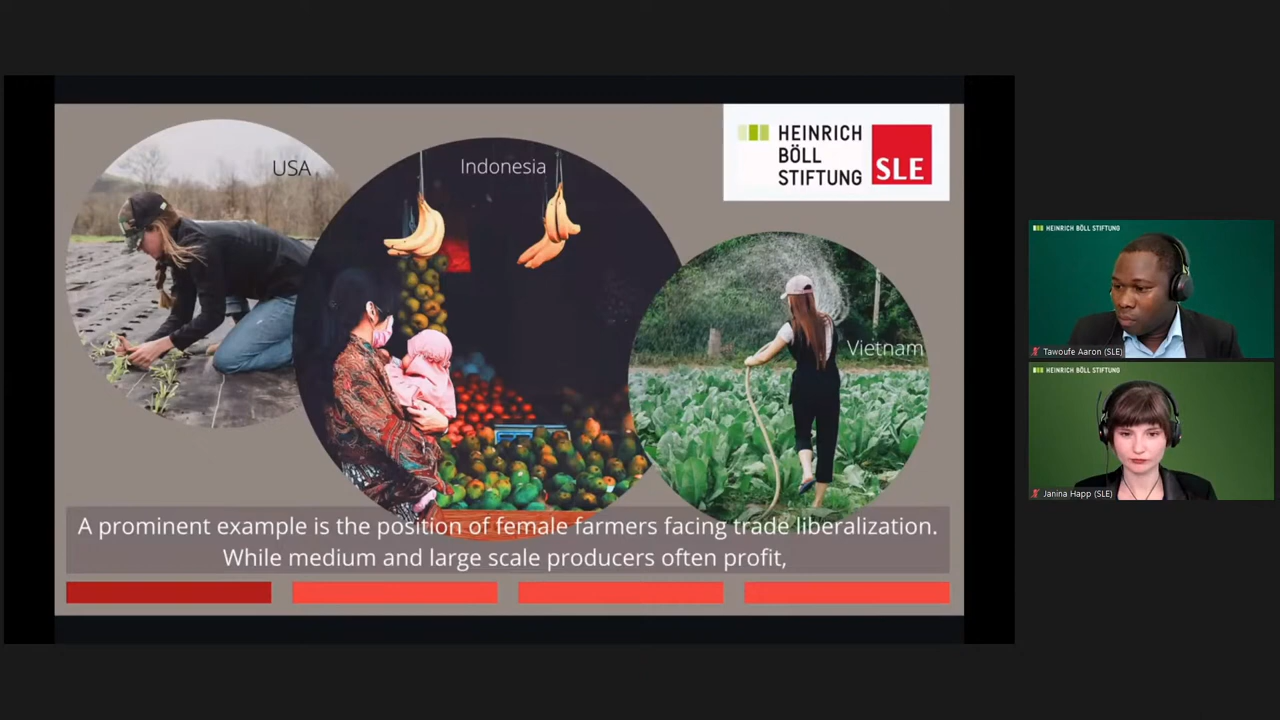 USA
Indonesia
HEINRICH
BÖLL
STIFTUNG
SLE
Vietnam
A prominent example is the position of female farmers facing trade liberalization.
While medium and large scale producers often profit,
HEINRICH BÖLL STIFTUNG
Tawoufe Aaron (SLE)
HEINRICH BÖLL STIFTUNG
Janina Happ (SLE)